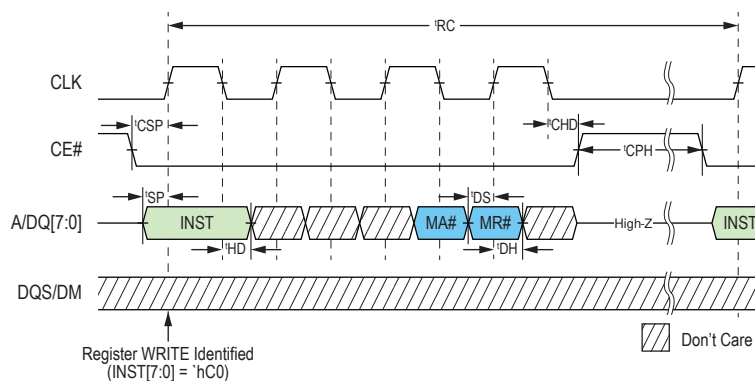 tRC
CLK
tCSP
tCHD
CE#
tCPH
tSP
tDS
A/DQ[7:0]
INST
MA#
MR#
High-Z
INST
tHD
tDH
DQS/DM
Register WRITE Identified
(INST[7:0] = `hC0)
Don't Care